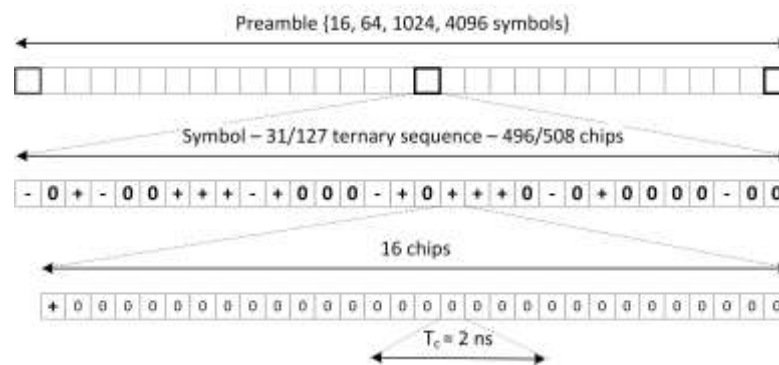 Preamble {16, 64, 1024, 4096 symbols}
Symbol – 31/127 ternary sequence – 496/508 chips
- 0 + - 0 0 + + + - + 0 0 0 - + 0 + + + 0 - 0 + 0 0 0 0 - 0 0
16 chips
+ 0 0 0 0 0 0 0 0 0 0 0 0 0 0 0 0 0 0 0 0 0 0 0 0 0 0 0 0 0
Tc = 2 ns